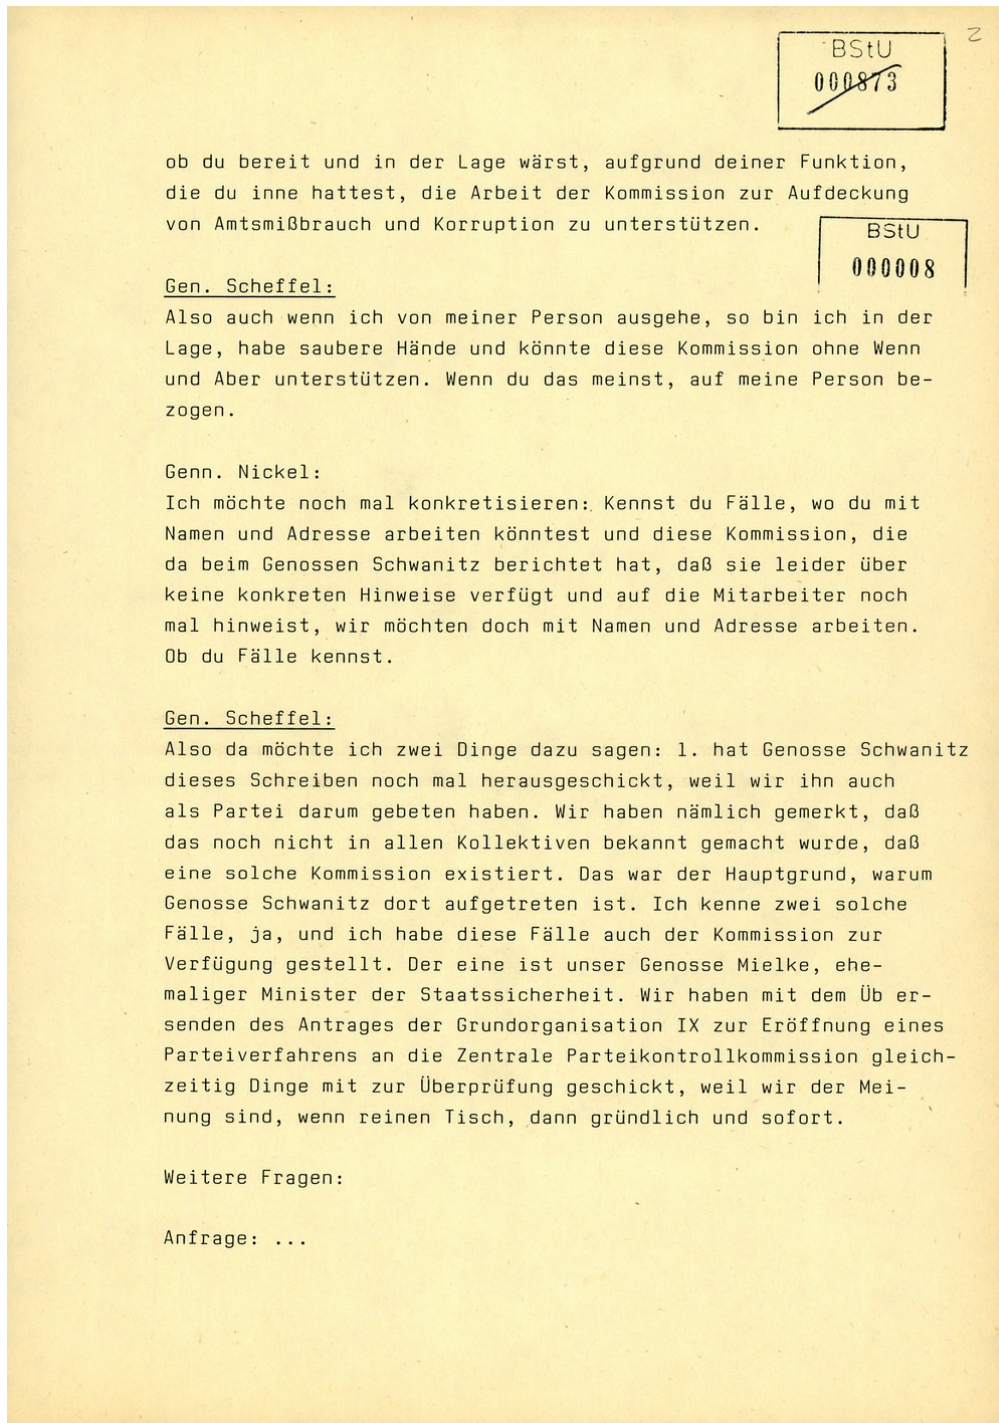 2
BStU
000873
ob du bereit und in der Lage wärst, aufgrund deiner Funktion,
die du inne hattest, die Arbeit der Kommission zur Aufdeckung
von Amtsmißbrauch und Korruption zu unterstützen.
BStU
000008
Gen. Scheffel:
Also auch wenn ich von meiner Person ausgehe, so bin ich in der
Lage, habe saubere Hände und könnte diese Kommission ohne Wenn
und Aber unterstützen. Wenn du das meinst, auf meine Person be-
zogen.
Genn. Nickel:
Ich möchte noch mal konkretisieren: Kennst du Fälle, wo du mit
Namen und Adresse arbeiten könntest und diese Kommission, die
da beim Genossen Schwanitz berichtet hat, daß sie leider über
keine konkreten Hinweise verfügt und auf die Mitarbeiter noch
mal hinweist, wir möchten doch mit Namen und Adresse arbeiten.
Ob du Fälle kennst.
Gen. Scheffel:
Also da möchte ich zwei Dinge dazu sagen: 1. hat Genosse Schwanitz
dieses Schreiben noch mal herausgeschickt, weil wir ihn auch
als Partei darum gebeten haben. Wir haben nämlich gemerkt, daß
das noch nicht in allen Kollektiven bekannt gemacht wurde, daß
eine solche Kommission existiert. Das war der Hauptgrund, warum
Genosse Schwanitz dort aufgetreten ist. Ich kenne zwei solche
Fälle, ja, und ich habe diese Fälle auch der Kommission zur
Verfügung gestellt. Der eine ist unser Genosse Mielke, ehe-
maliger Minister der Staatssicherheit. Wir haben mit dem Üb er-
senden des Antrages der Grundorganisation IX zur Eröffnung eines
Parteiverfahrens an die Zentrale Parteikontrollkommission gleich-
zeitig Dinge mit zur Überprüfung geschickt, weil wir der Mei-
nung sind, wenn reinen Tisch, dann gründlich und sofort.
Weitere Fragen:
Anfrage: ...